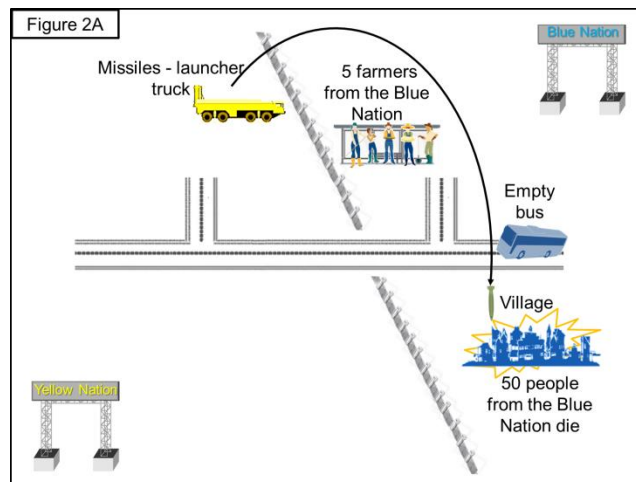 Figure 2A
Blue Nation
Missiles - launcher
truck
5 farmers
from the Blue
Nation
Empty
bus
Village
50 people
from the Blue
Nation die
Yellow Nation